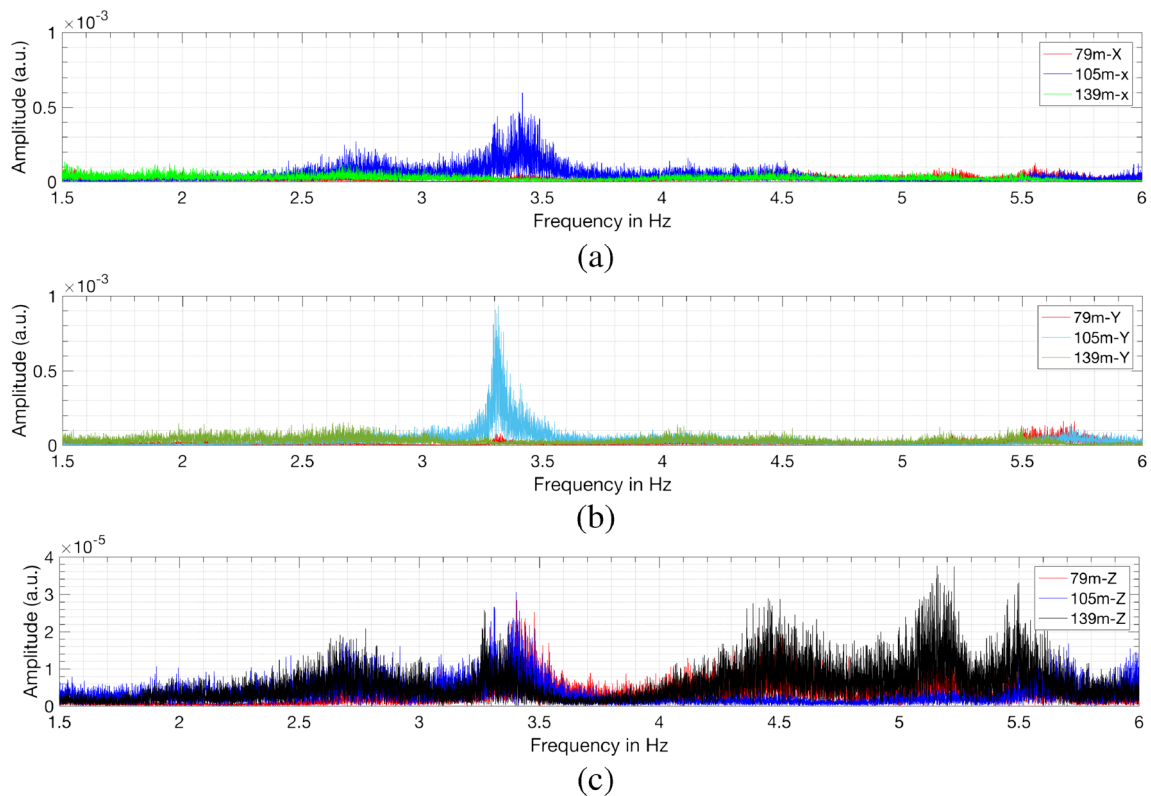 ×10-3
1
0.5
0
Amplitude (a.u.)
79m-X
105m-x
139m-x
1.5 2 2.5 3 3.5 4 4.5 5 5.5 6
Frequency in Hz
(a)
×10-3
1
0.5
0
Amplitude (a.u.)
79m-Y
105m-Y
139m-Y
1.5 2 2.5 3 3.5 4 4.5 5 5.5 6
Frequency in Hz
(b)
×10-5
4
3
2
1
0
Amplitude (a.u.)
79m-Z
105m-Z
139m-Z
1.5 2 2.5 3 3.5 4 4.5 5 5.5 6
Frequency in Hz
(c)